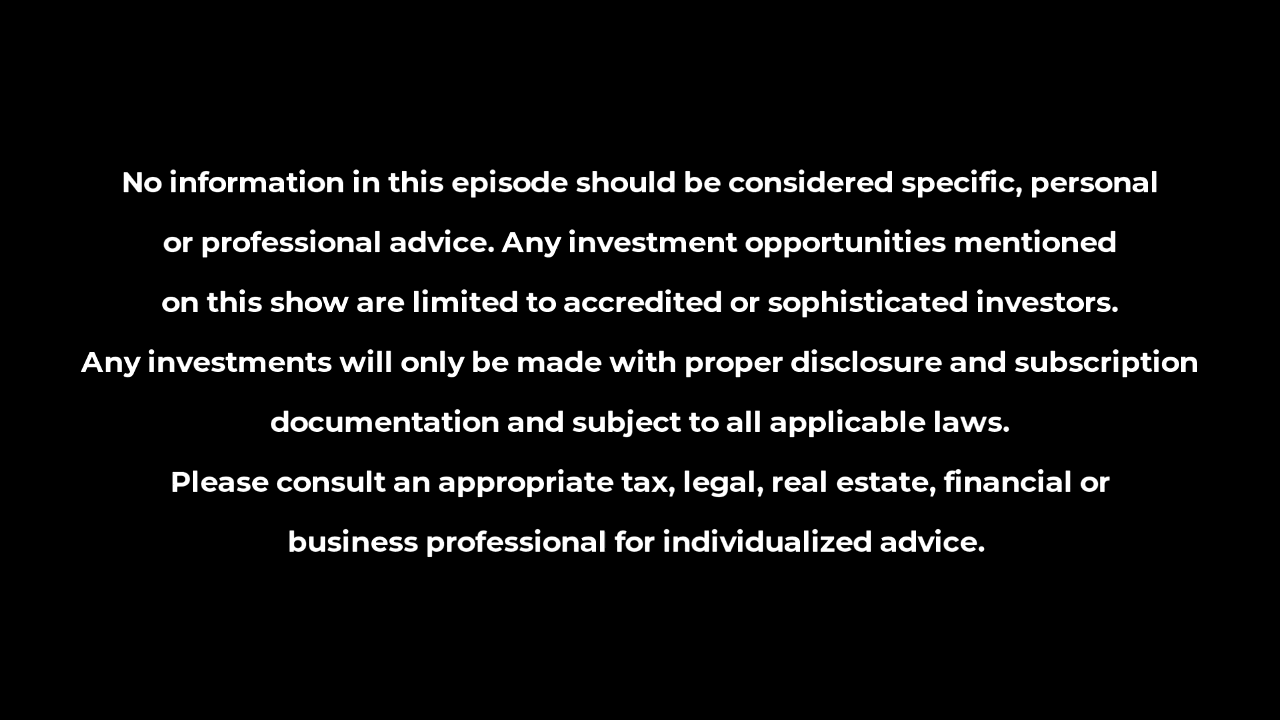 No information in this episode should be considered specific, personal
or professional advice. Any investment opportunities mentioned
on this show are limited to accredited or sophisticated investors.
Any investments will only be made with proper disclosure and subscription
documentation and subject to all applicable laws.
Please consult an appropriate tax, legal, real estate, financial or
business professional for individualized advice.